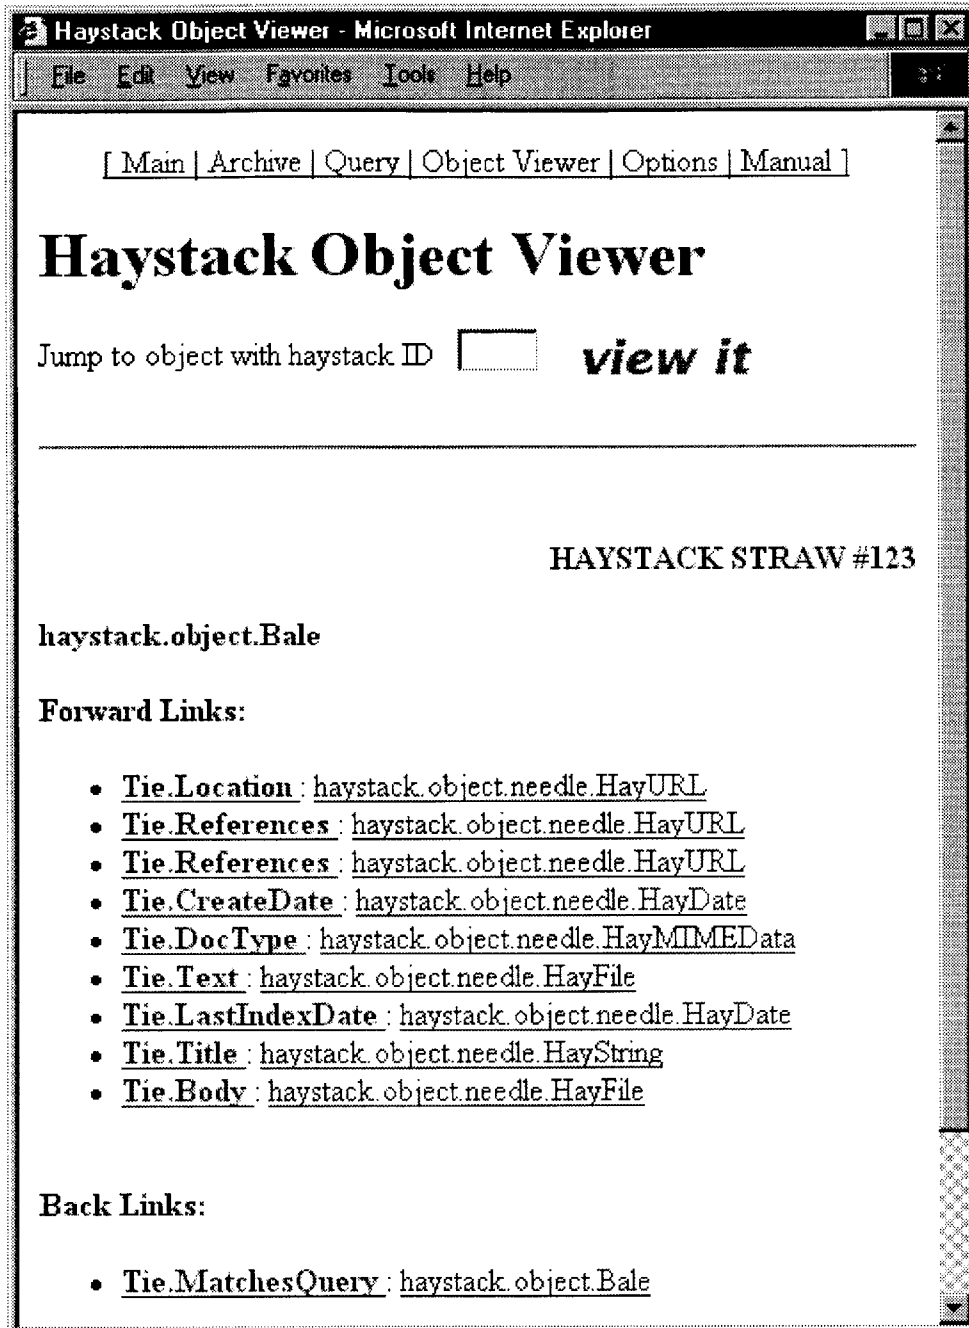 Haystack Object Viewer - Microsoft Internet Explorer
File Edit View Favorites Tools Help
[ Main | Archive | Query | Object Viewer | Options | Manual ]
Haystack Object Viewer
Jump to object with haystack ID view it
HAYSTACK STRAW #123
haystack.object.Bale
Forward Links:
• Tie.Location : haystack.object.needle.HayURL
• Tie.References : haystack.object.needle.HayURL
• Tie.References : haystack.object.needle.HayURL
• Tie.CreateDate : haystack.object.needle.HayDate
• Tie.DocType : haystack.object.needle.HayMIMEData
• Tie.Text : haystack.object.needle.HayFile
• Tie.LastIndexDate : haystack.object.needle.HayDate
• Tie.Title : haystack.object.needle.HayString
• Tie.Body : haystack.object.needle.HayFile
Back Links:
• Tie.MatchesQuery : haystack.object.Bale